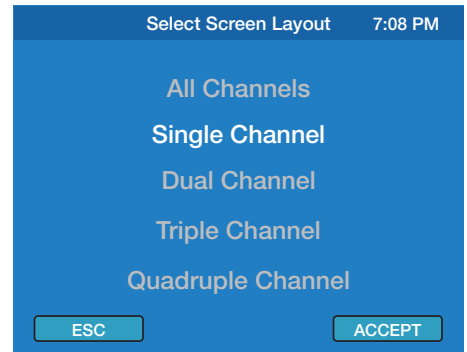 Select Screen Layout 7:08 PM
All Channels
Single Channel
Dual Channel
Triple Channel
Quadruple Channel
ESC ACCEPT